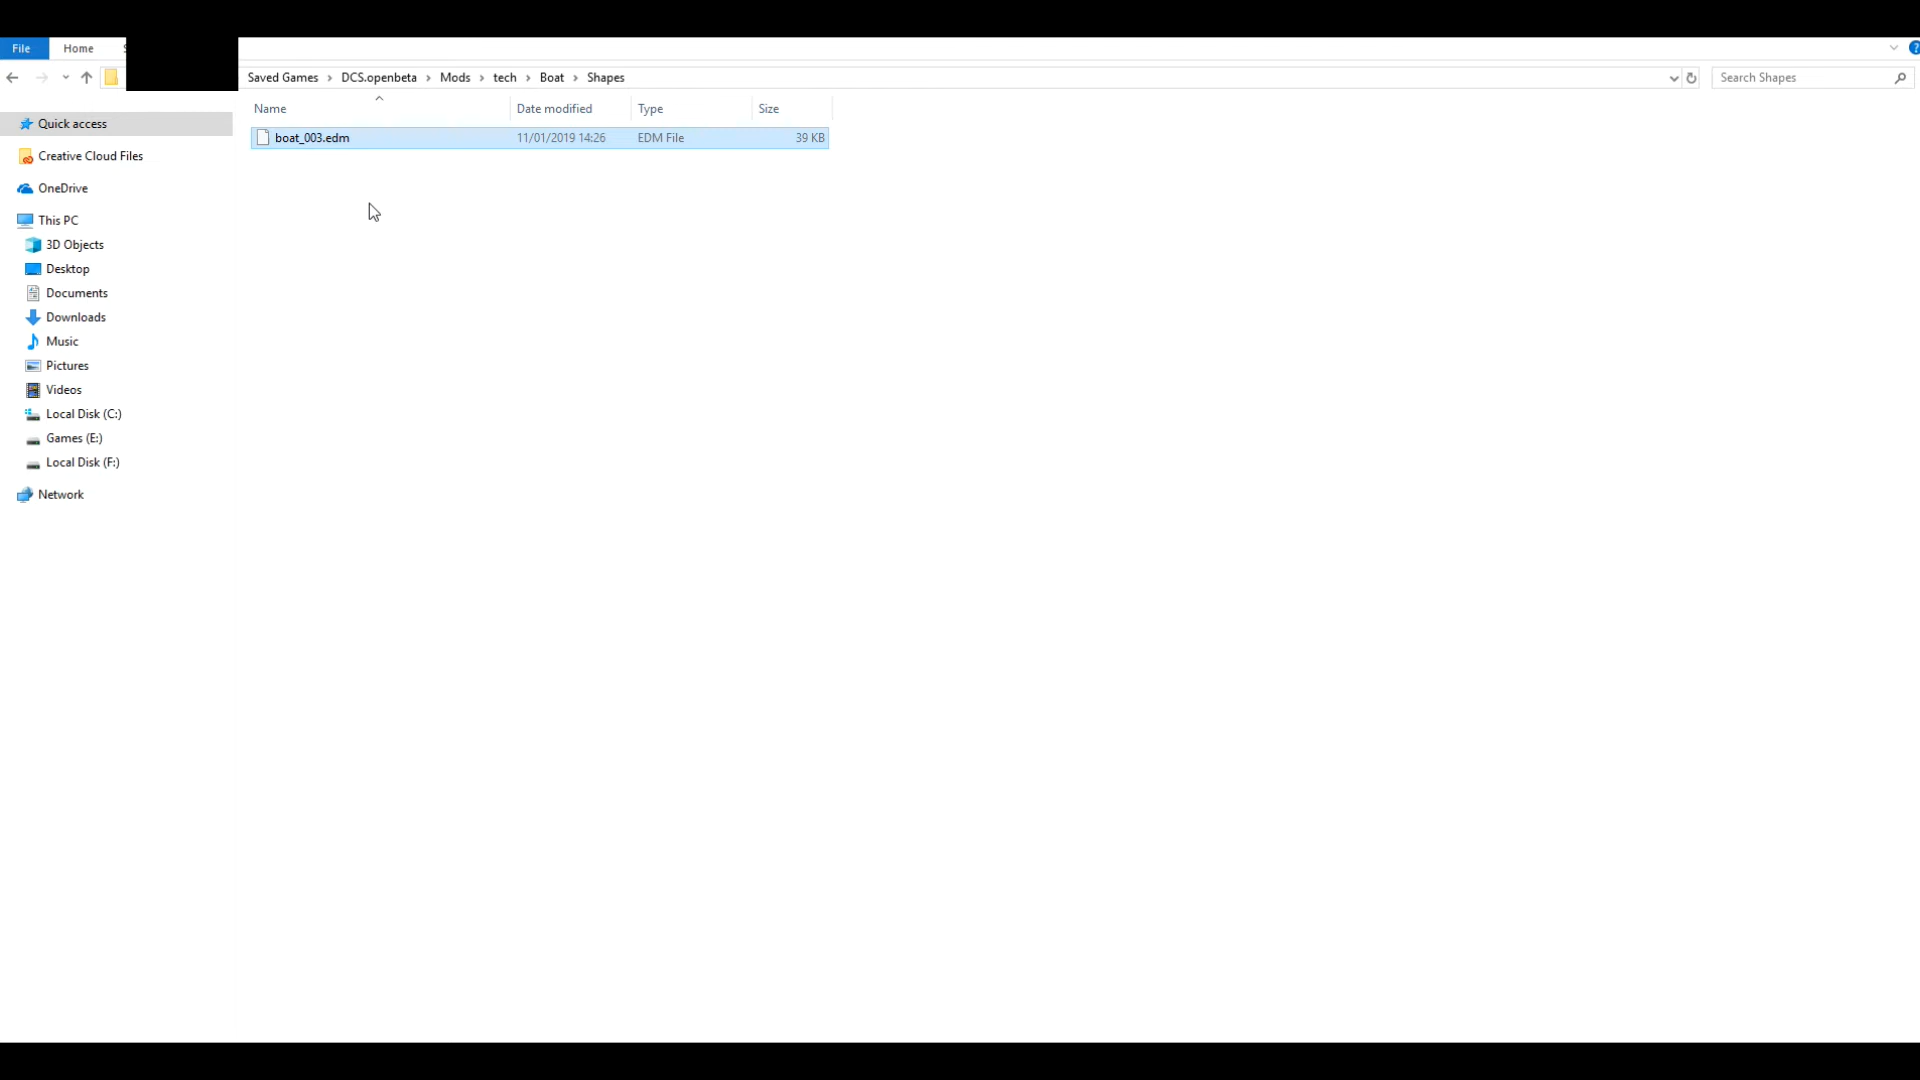 File Home
Saved Games > DCS.openbeta > Mods > tech > Boat > Shapes
Search Shapes
Name Date modified Type Size
boat_003.edm 11/01/2019 14:26 EDM File 39 KB
Quick access
Creative Cloud Files
OneDrive
This PC
3D Objects
Desktop
Documents
Downloads
Music
Pictures
Videos
Local Disk (C:)
Games (E:)
Local Disk (F:)
Network